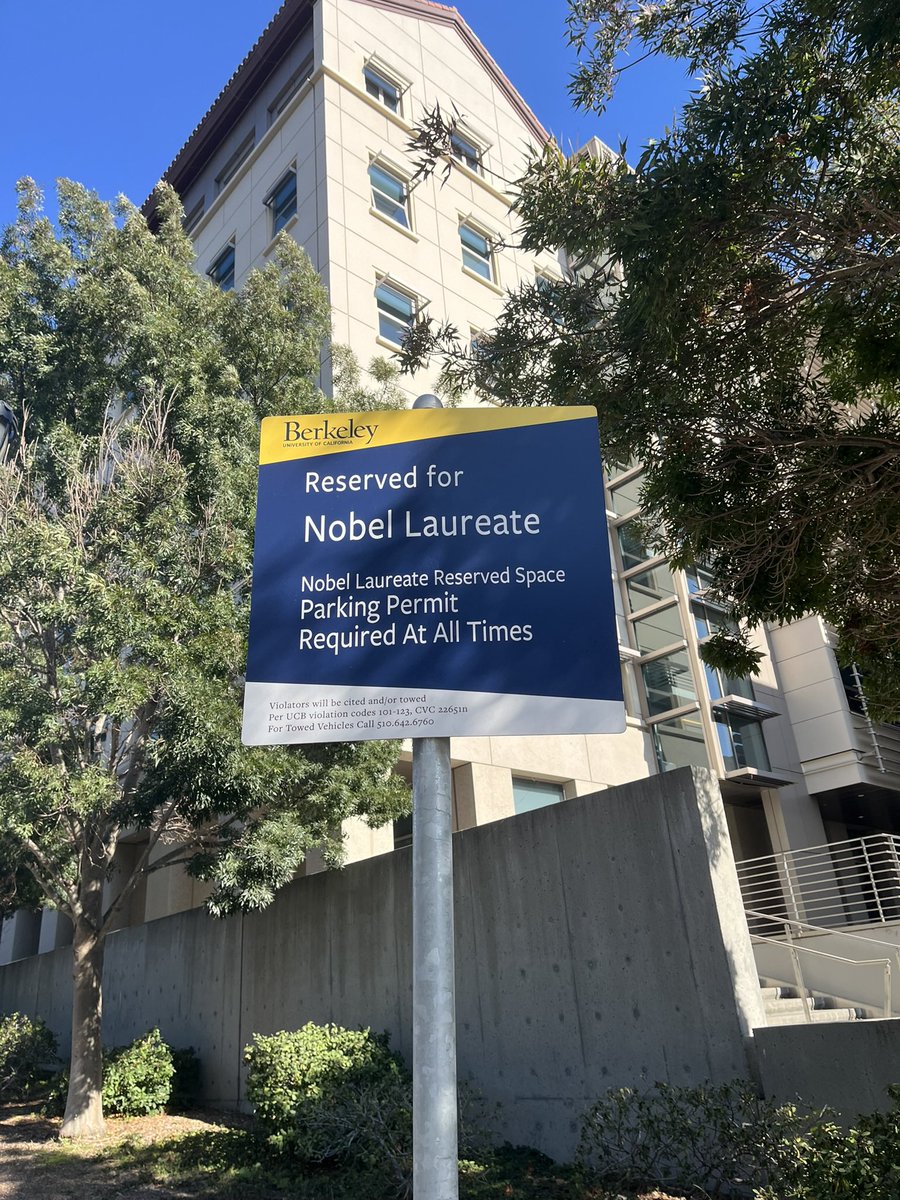 Berkeley
UNIVERSITY OF CALIFORNIA
Reserved for
Nobel Laureate
Nobel Laureate Reserved Space
Parking Permit
Required At All Times
Violators will be cited and/or towed
Per UCB violation codes 101-123, CVC 22651n
For Towed Vehicles Call 510.642.6760